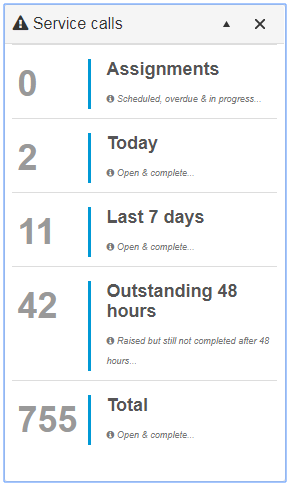 Service calls
0
Assignments
Scheduled, overdue & in progress...
2
Today
Open & complete...
11
Last 7 days
Open & complete...
42
Outstanding 48
hours
Raised but still not completed after 48
hours...
755
Total
Open & complete...